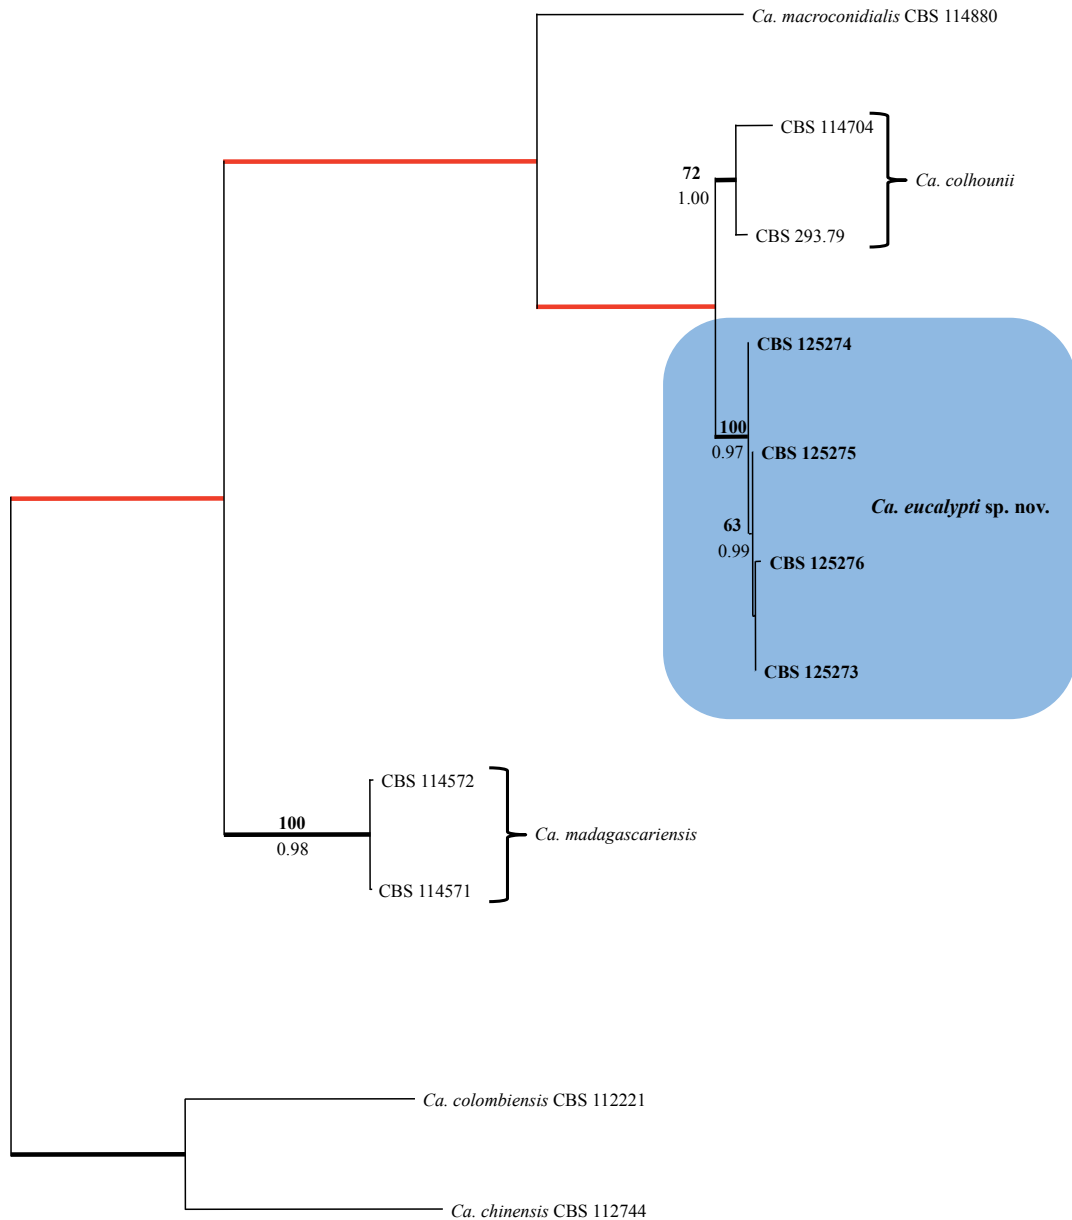 Ca. macroconidialis CBS 114880
CBS 114704
72
1.00
Ca. colhounii
CBS 293.79
CBS 125274
100
0.97
CBS 125275
Ca. eucalypti sp. nov.
63
0.99
CBS 125276
CBS 125273
CBS 114572
100
0.98
Ca. madagascariensis
CBS 114571
Ca. colombiensis CBS 112221
Ca. chinensis CBS 112744